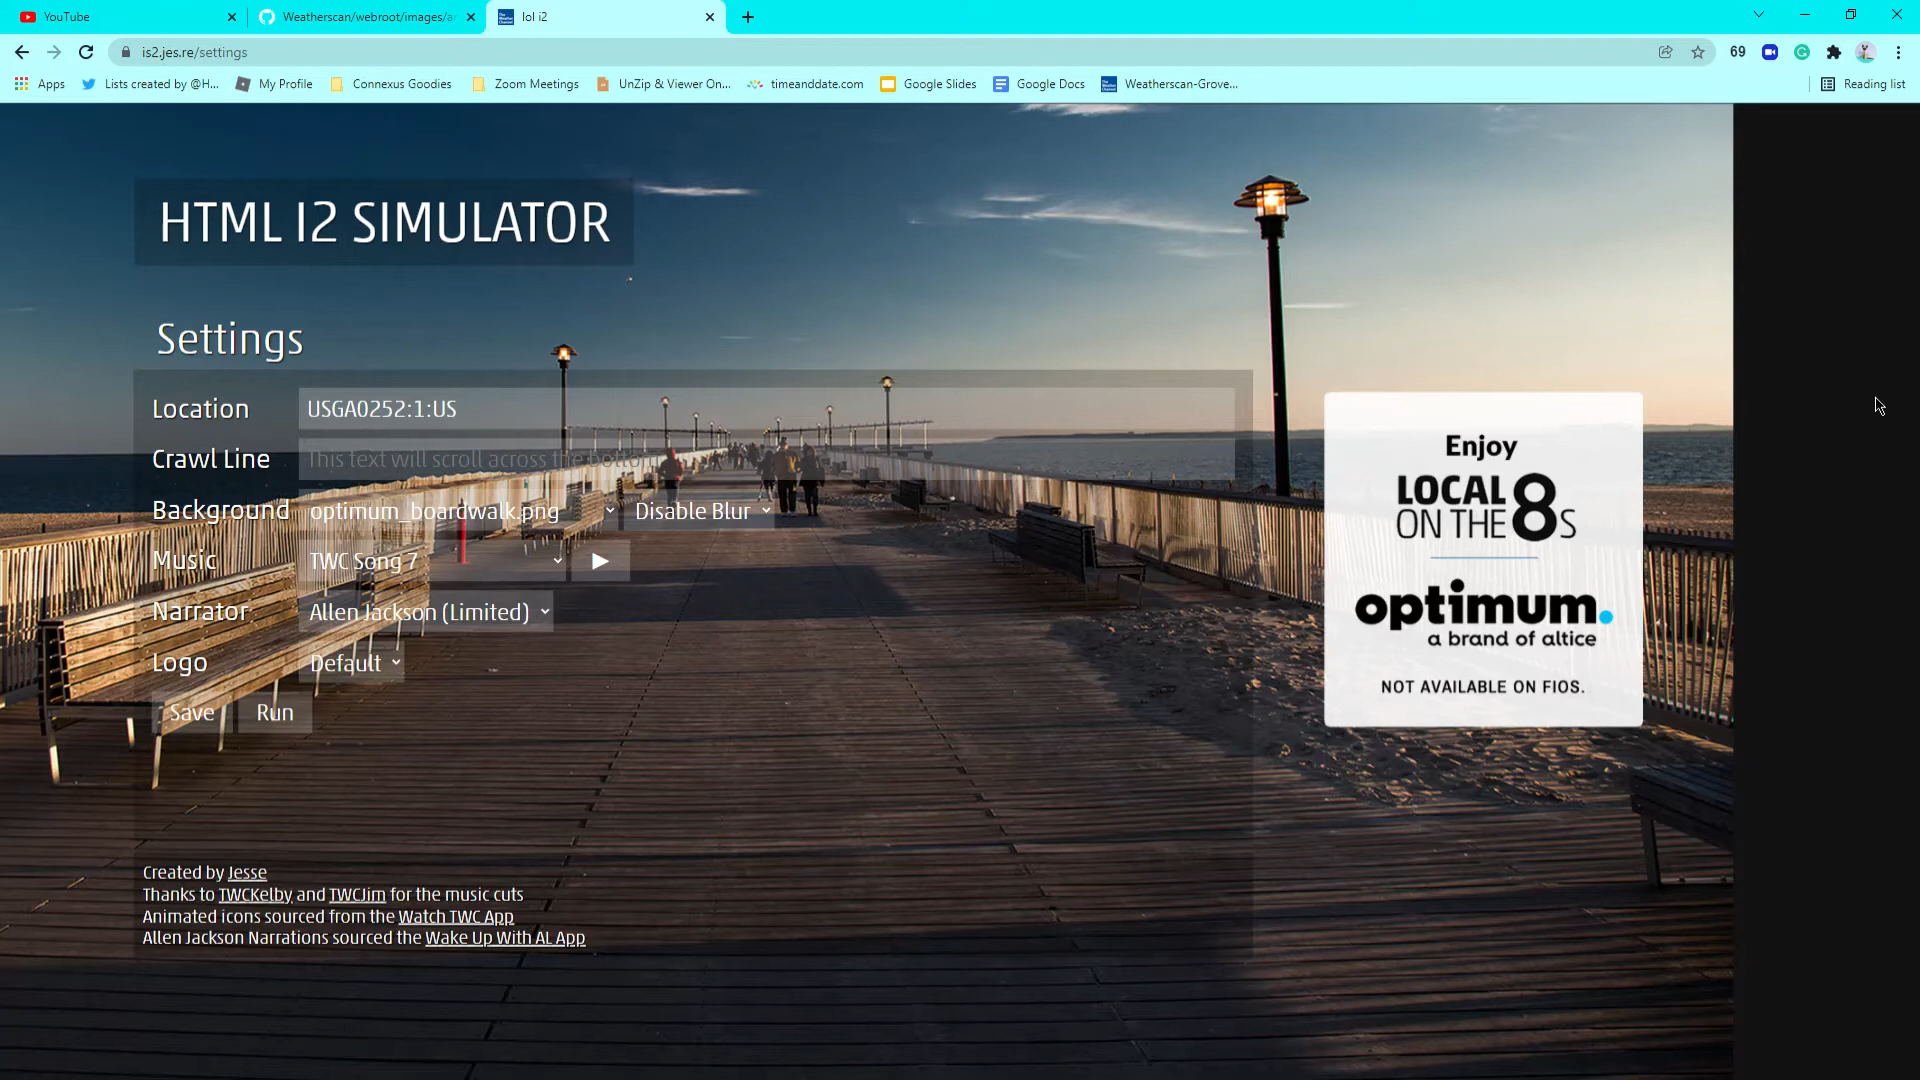 YouTube
Weatherscan/webroot/images/ar
lol i2
is2.jes.re/settings
69
Apps
Lists created by @H...
My Profile
Connexus Goodies
Zoom Meetings
UnZip & Viewer On...
timeanddate.com
Google Slides
Google Docs
Weatherscan-Grove...
Reading list
HTML I2 SIMULATOR
Settings
Location
USGA0252:1:US
Crawl Line
This text will scroll across the bottom
Background
optimum_boardwalk.png
Disable Blur
Music
TWC Song 7
Narrator
Allen Jackson (Limited)
Logo
Default
Save
Run
Enjoy
LOCAL
ON THE 8s
optimum.
a brand of altice
NOT AVAILABLE ON FIOS.
Created by Jesse
Thanks to TWCKelby and TWCJim for the music cuts
Animated icons sourced from the Watch TWC App
Allen Jackson Narrations sourced the Wake Up With AL App